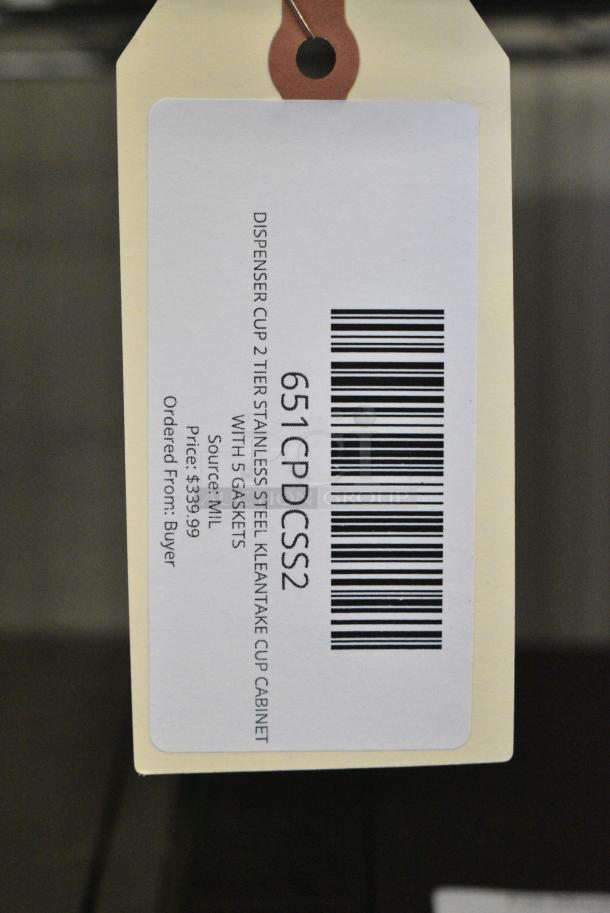 651CPDCSS2
DISPENSER CUP 2 TIER STAINLESS STEEL KLEANTAKE CUP CABINET
WITH 5 GASKETS
Source: MIL
Price: $339.99
Ordered From:: Buyer
GROUP